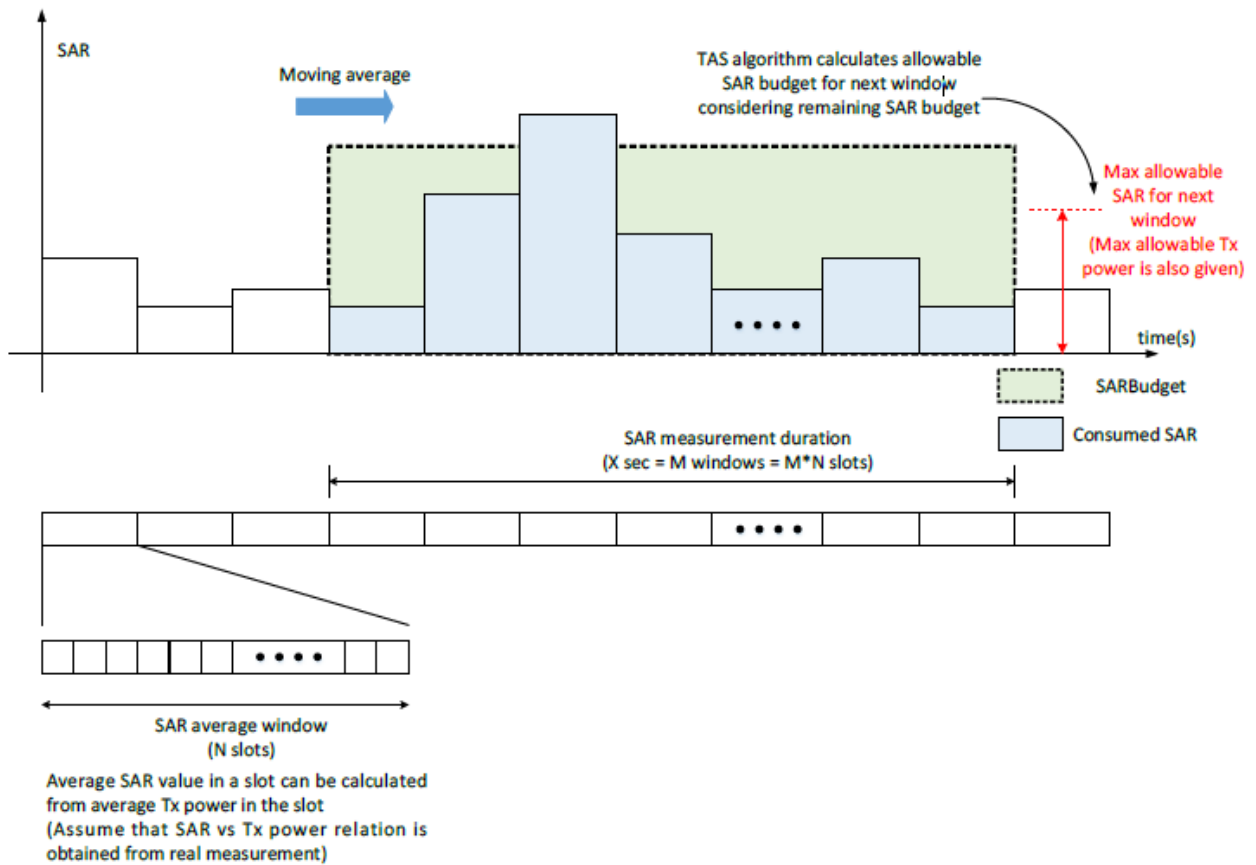 SAR
Moving average
TAS algorithm calculates allowable
SAR budget for next window
considering remaining SAR budget
Max allowable
SAR for next
window
(Max allowable Tx
power is also given)
time(s)
SARBudget
Consumed SAR
SAR measurement duration
(X sec = M windows = M*N slots)
SAR average window
(N slots)
Average SAR value in a slot can be calculated
from average Tx power in the slot
(Assume that SAR vs Tx power relation is
obtained from real measurement)